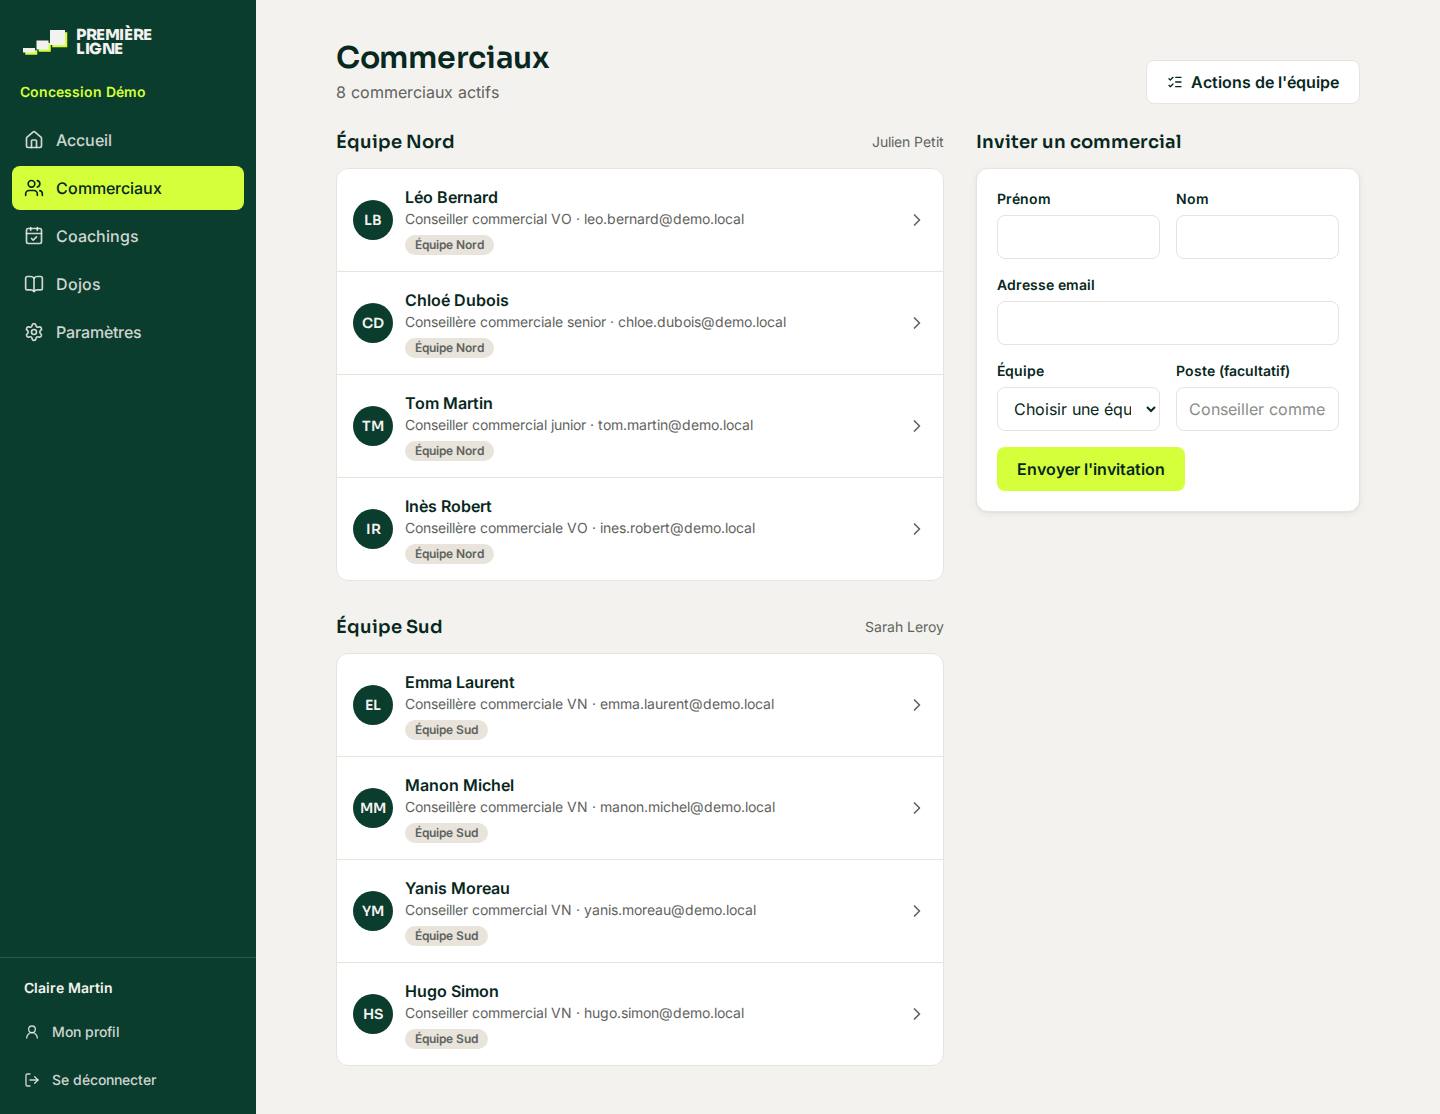 PREMIÈRE
LIGNE
Concession Démo
Accueil
Commerciaux
Coachings
Dojos
Paramètres
Claire Martin
Mon profil
Se déconnecter
Commerciaux
8 commerciaux actifs
Actions de l'équipe
Équipe Nord
Julien Petit
LB
Léo Bernard
Conseiller commercial VO · leo.bernard@demo.local
Équipe Nord
CD
Chloé Dubois
Conseillère commerciale senior · chloe.dubois@demo.local
Équipe Nord
TM
Tom Martin
Conseiller commercial junior · tom.martin@demo.local
Équipe Nord
IR
Inès Robert
Conseillère commerciale VO · ines.robert@demo.local
Équipe Nord
Équipe Sud
Sarah Leroy
EL
Emma Laurent
Conseillère commerciale VN · emma.laurent@demo.local
Équipe Sud
MM
Manon Michel
Conseillère commerciale VN · manon.michel@demo.local
Équipe Sud
YM
Yanis Moreau
Conseiller commercial VN · yanis.moreau@demo.local
Équipe Sud
HS
Hugo Simon
Conseiller commercial VN · hugo.simon@demo.local
Équipe Sud
Inviter un commercial
Prénom
Nom
Adresse email
Équipe
Poste (facultatif)
Choisir une équ
Conseiller comme
Envoyer l'invitation